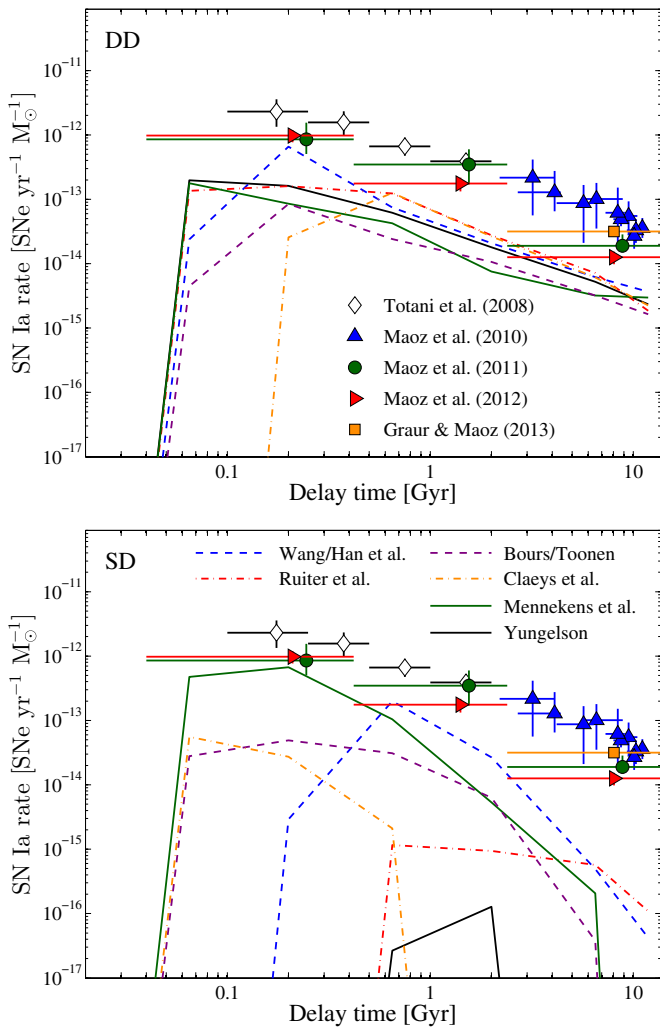 DD
10⁻¹¹
10⁻¹²
10⁻¹³
10⁻¹⁴
10⁻¹⁵
10⁻¹⁶
10⁻¹⁷
SN Ia rate [SNe yr⁻¹ M⊙⁻¹]
Totani et al. (2008)
Maoz et al. (2010)
Maoz et al. (2011)
Maoz et al. (2012)
Graur & Maoz (2013)
0.1 1 10
Delay time [Gyr]
SD
Wang/Han et al.
Ruiter et al.
Bours/Toonen
Claeys et al.
Mennekens et al.
Yungelson
10⁻¹¹
10⁻¹²
10⁻¹³
10⁻¹⁴
10⁻¹⁵
10⁻¹⁶
10⁻¹⁷
SN Ia rate [SNe yr⁻¹ M⊙⁻¹]
0.1 1 10
Delay time [Gyr]